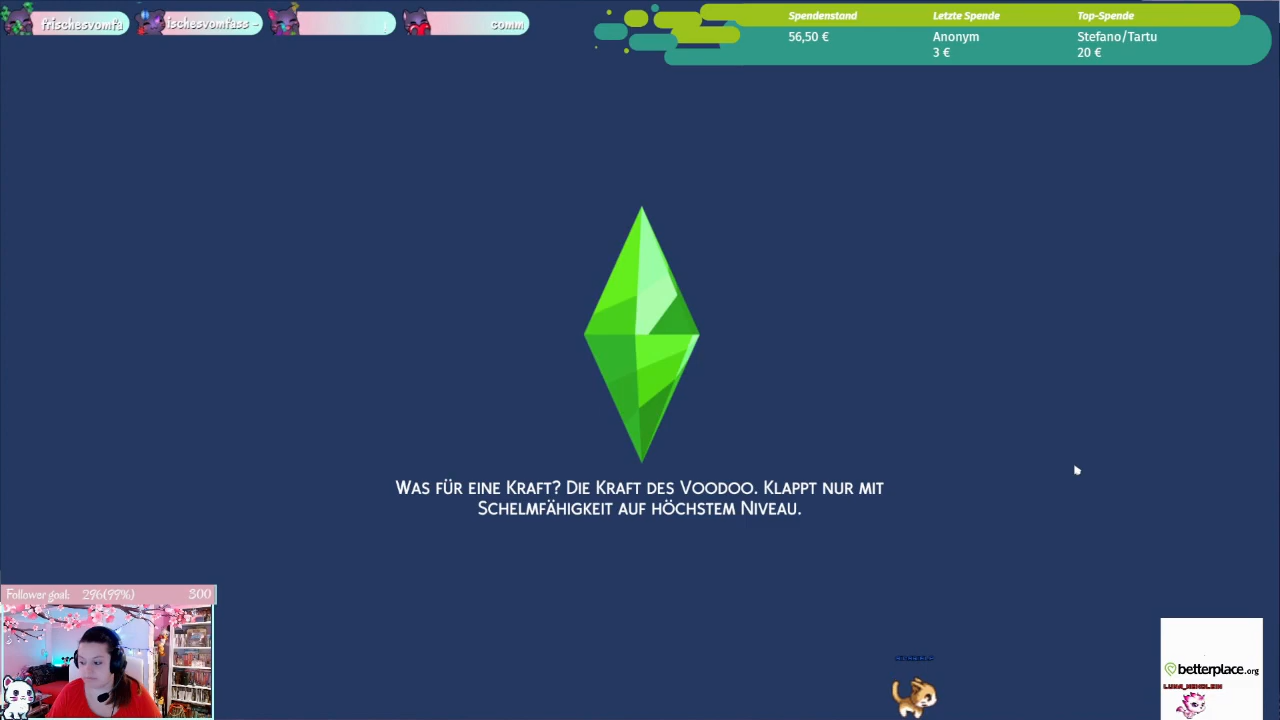 frischesvomfa
ischesvomfass -
comm
Spendenstand
Letzte Spende
Top-Spende
56,50 €
Anonym
3 €
Stefano/Tartu
20 €
WAS FÜR EINE KRAFT? DIE KRAFT DES VOODOO. KLAPPT NUR MIT
SCHELMFÄHIGKEIT AUF HÖCHSTEM NIVEAU.
Follower goal: 296(99%) 300
betterplace.org